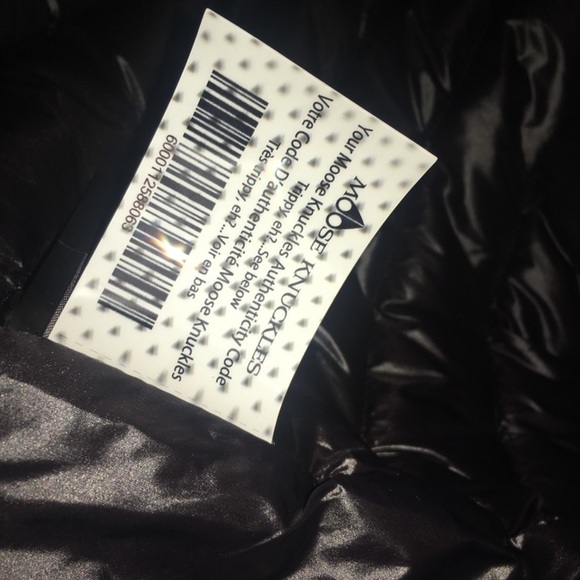 MOOSE KNUCKLES
Your Moose Knuckles Authenticity Code
Trippy, eh?...See below
Votre Code D'authenticité Moose Knuckles
Très trippy, eh?...Voir en bas
600011258806